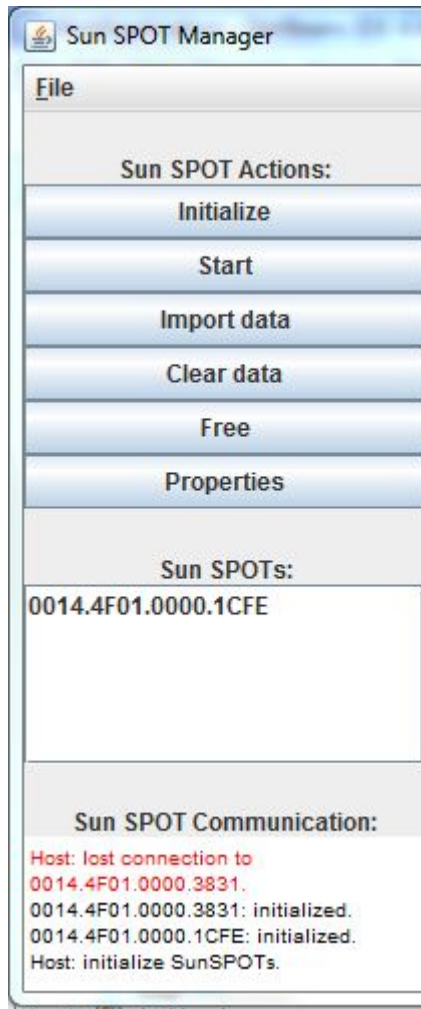 Sun SPOT Manager
File
Sun SPOT Actions:
Initialize
Start
Import data
Clear data
Free
Properties
Sun SPOTs:
0014.4F01.0000.1CFE
Sun SPOT Communication:
Host: lost connection to
0014.4F01.0000.3831.
0014.4F01.0000.3831: initialized.
0014.4F01.0000.1CFE: initialized.
Host: initialize SunSPOTs.